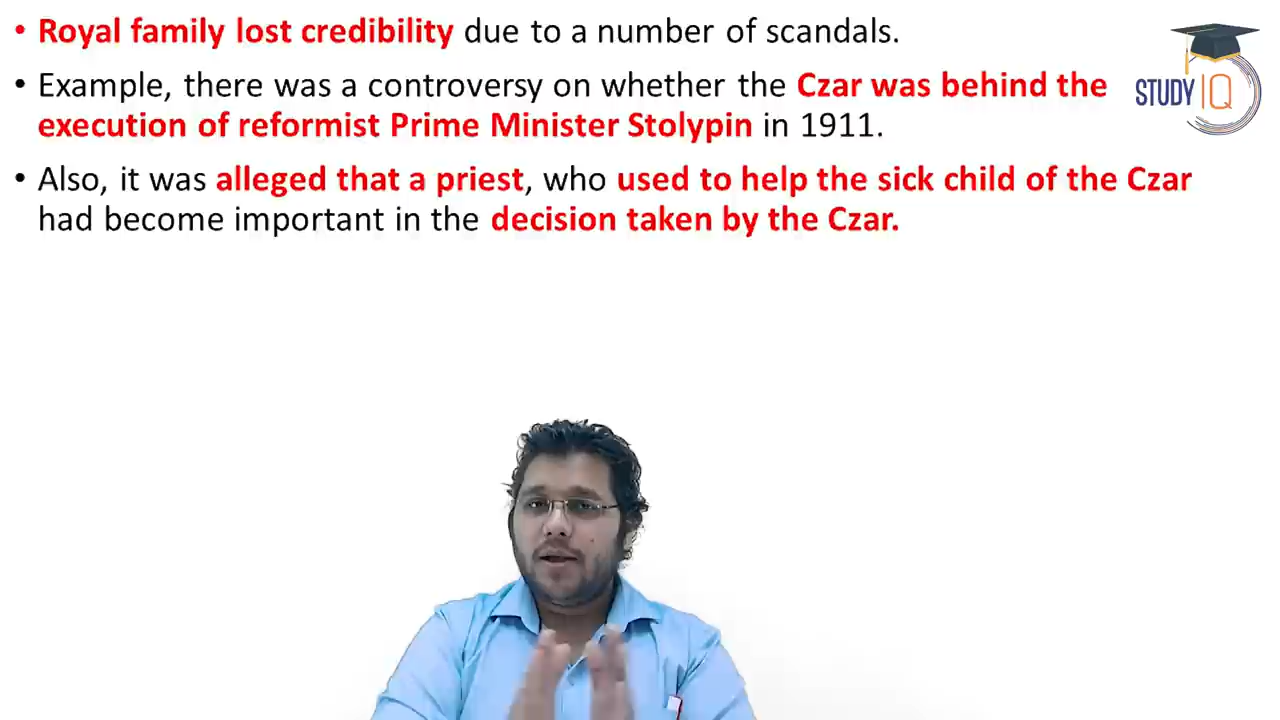 • Royal family lost credibility due to a number of scandals.
• Example, there was a controversy on whether the Czar was behind the
execution of reformist Prime Minister Stolypin in 1911.
• Also, it was alleged that a priest, who used to help the sick child of the Czar
had become important in the decision taken by the Czar.
STUDY IQ